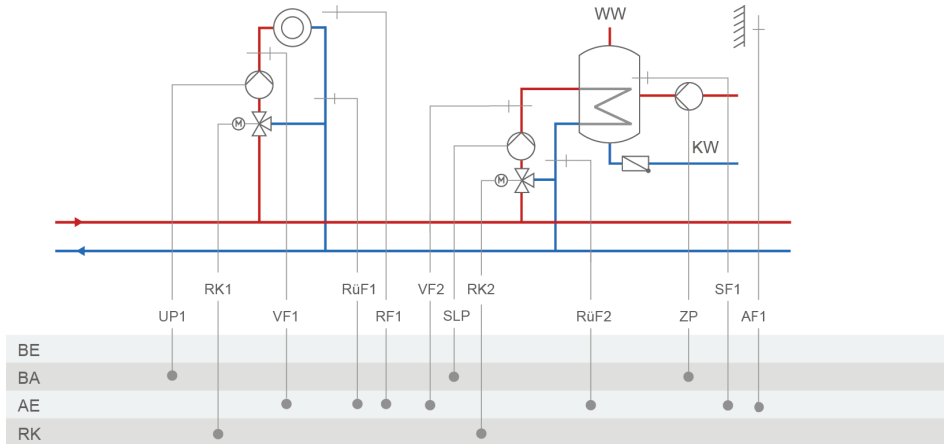 WW
M
KW
M
RK1 RüF1 VF2 RK2 SF1
UP1 VF1 RF1 SLP RüF2 ZP AF1
BE
BA
AE
RK